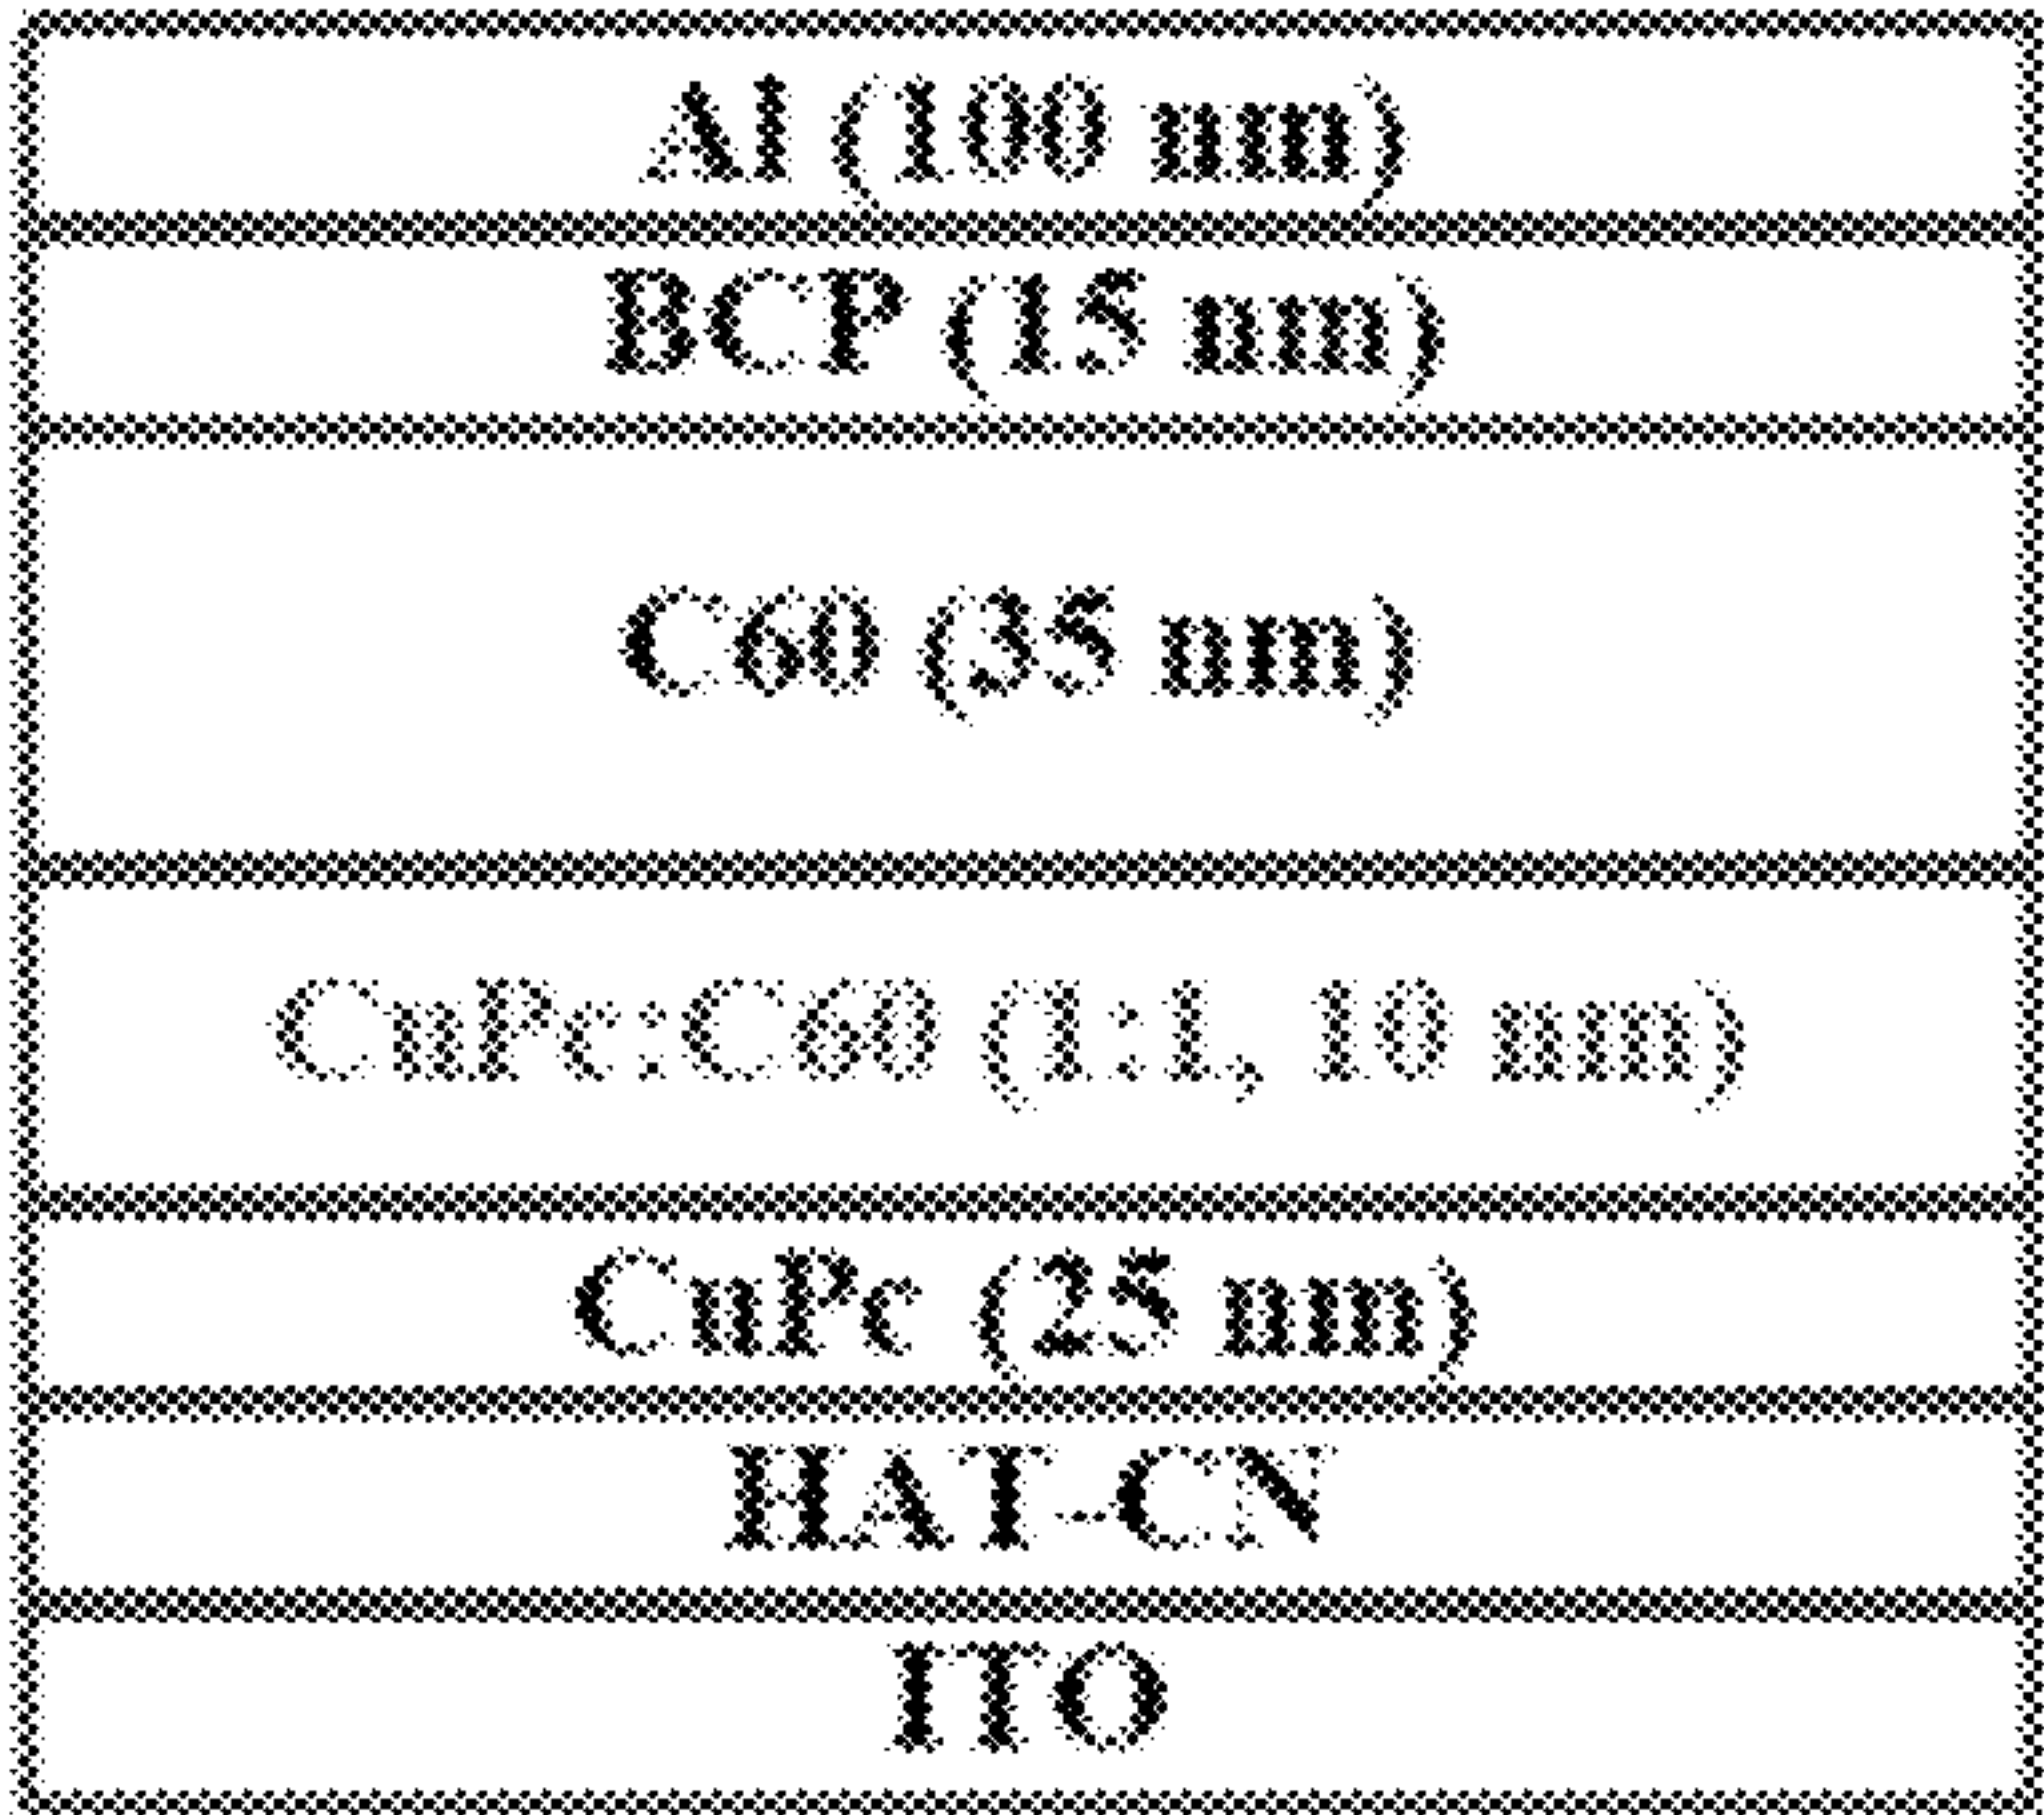 Al (100 nm)
BCP (15 nm)
C60 (35 nm)
CuPc:C60 (1:1, 10 nm)
CuPc (25 nm)
HAT-CN
ITO